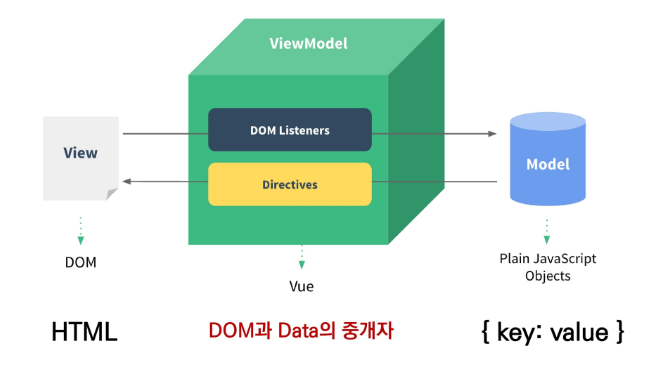 ViewModel
DOM Listeners
View
Model
Directives
DOM
Plain JavaScript
Objects
Vue
HTML
DOM과 Data의 중개자
{ key: value }